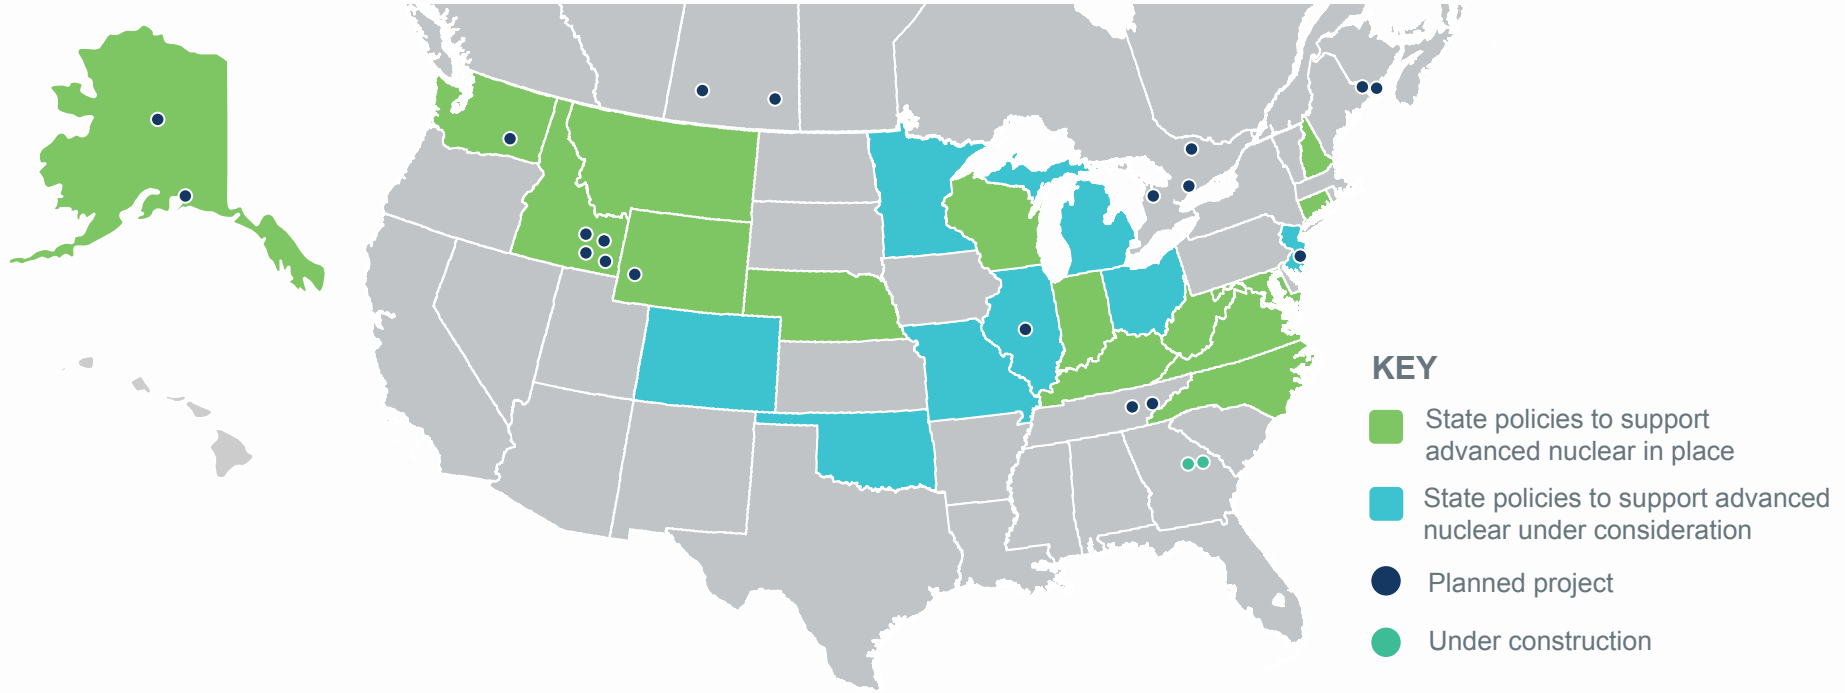 KEY
State policies to support
advanced nuclear in place
State policies to support advanced
nuclear under consideration
Planned project
Under construction